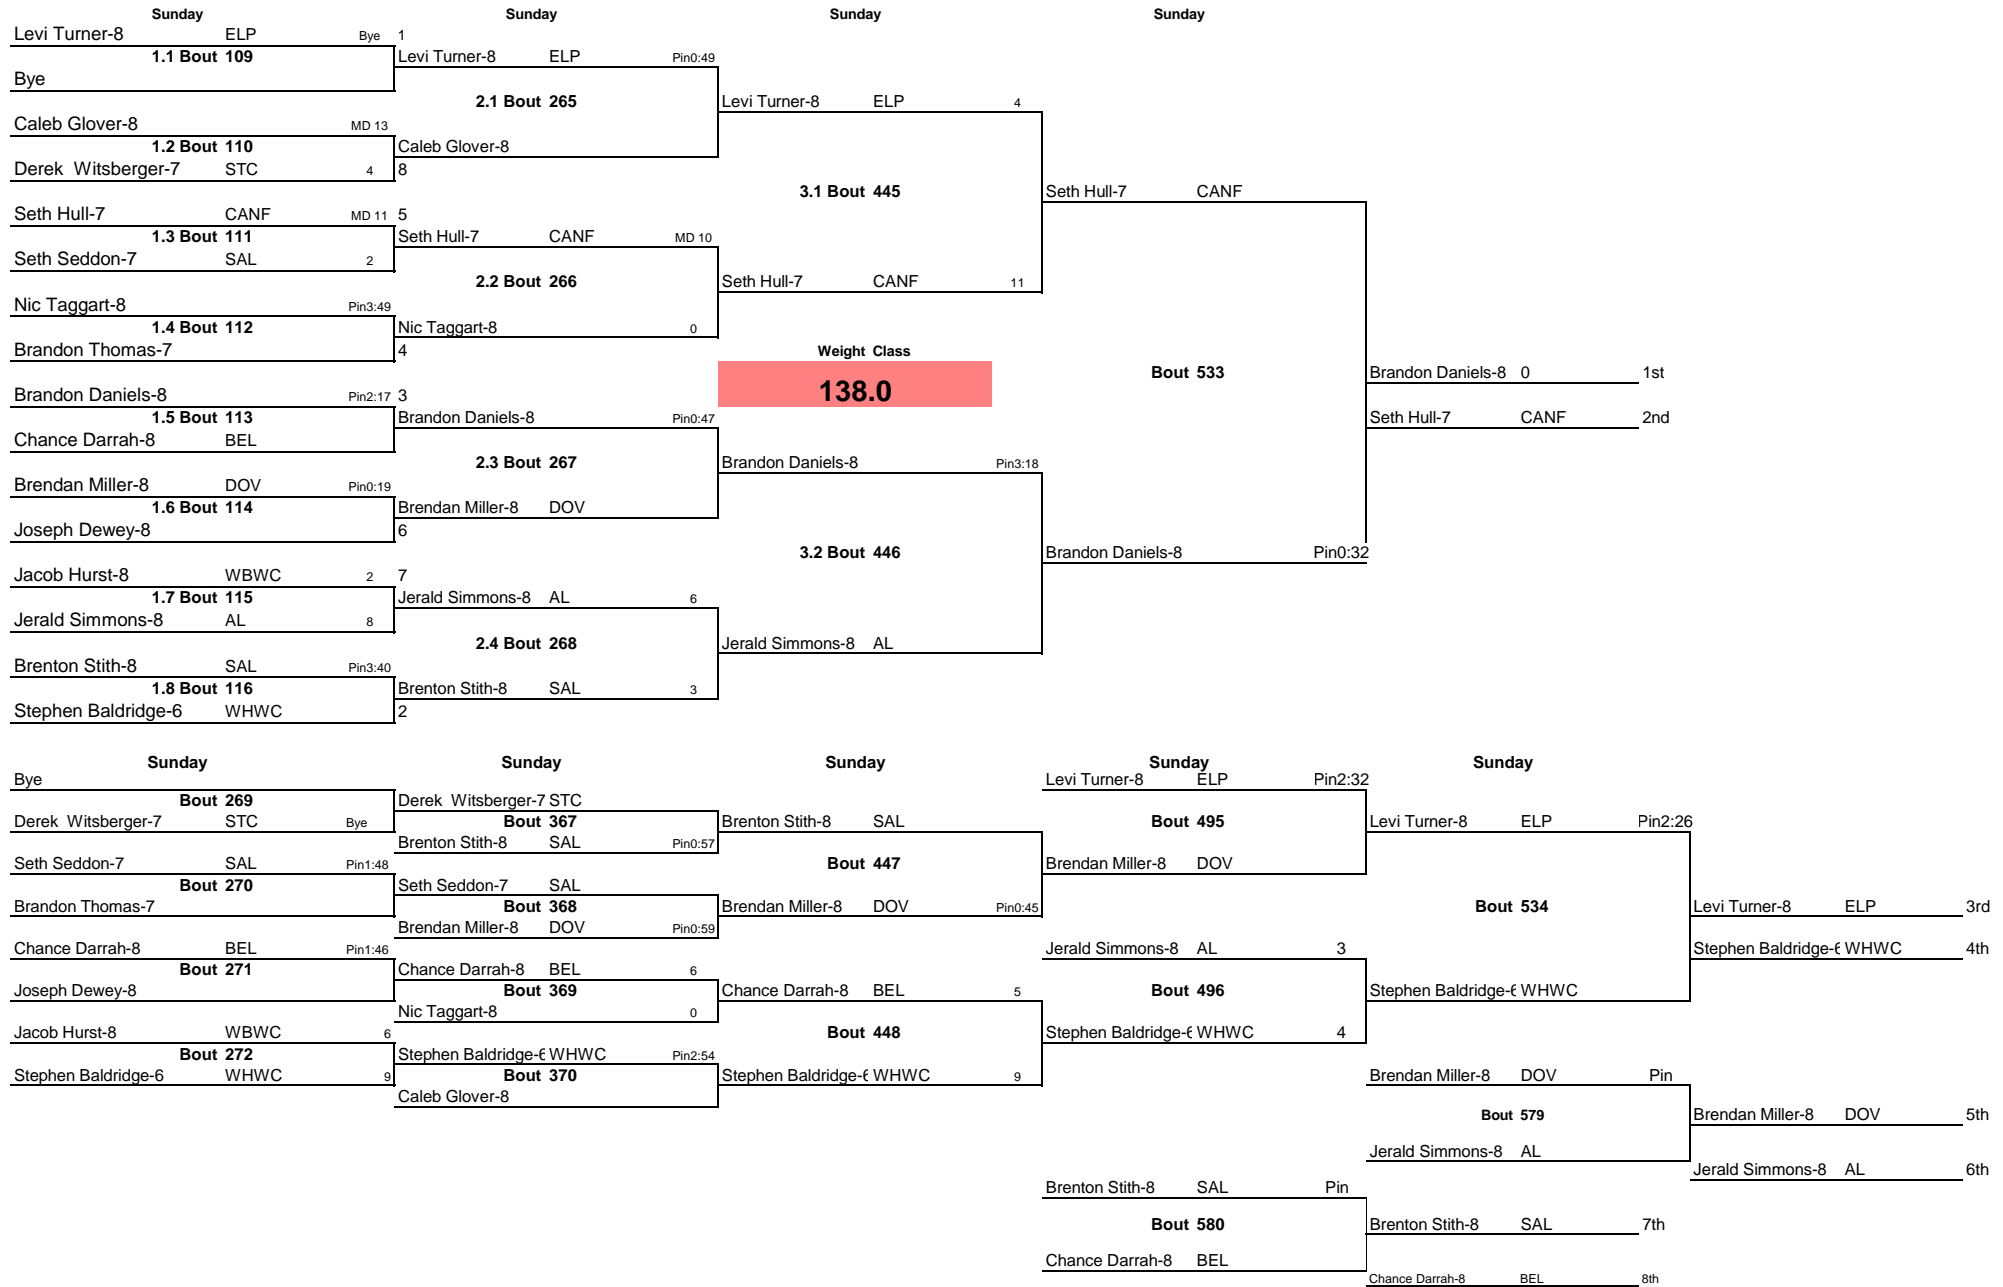 Sunday Sunday Sunday Sunday
Levi Turner-8 ELP Bye 1
1.1 Bout 109 Levi Turner-8 ELP Pin0:49
Bye
2.1 Bout 265 Levi Turner-8 ELP 4
Caleb Glover-8 MD 13
1.2 Bout 110 Caleb Glover-8
Derek Witsberger-7 STC 4 8
3.1 Bout 445 Seth Hull-7 CANF
Seth Hull-7 CANF MD 11 5
1.3 Bout 111 Seth Hull-7 CANF MD 10
Seth Seddon-7 SAL 2
2.2 Bout 266 Seth Hull-7 CANF 11
Nic Taggart-8 Pin3:49
1.4 Bout 112 Nic Taggart-8 0
Brandon Thomas-7 4 Weight Class
Bout 533 Brandon Daniels-8 0 1st
Brandon Daniels-8 Pin2:17 3 138.0
1.5 Bout 113 Brandon Daniels-8 Pin0:47 Seth Hull-7 CANF 2nd
Chance Darrah-8 BEL
2.3 Bout 267 Brandon Daniels-8 Pin3:18
Brendan Miller-8 DOV Pin0:19
1.6 Bout 114 Brendan Miller-8 DOV
Joseph Dewey-8 6
3.2 Bout 446 Brandon Daniels-8 Pin0:32
Jacob Hurst-8 WBWC 2 7
1.7 Bout 115 Jerald Simmons-8 AL 6
Jerald Simmons-8 AL 8
2.4 Bout 268 Jerald Simmons-8 AL
Brenton Stith-8 SAL Pin3:40
1.8 Bout 116 Brenton Stith-8 SAL 3
Stephen Baldridge-6 WHWC 2
Sunday Sunday Sunday Sunday Sunday
Bye Levi Turner-8 ELP Pin2:32
Bout 269 Derek Witsberger-7 STC
Derek Witsberger-7 STC Bye Bout 367 Brenton Stith-8 SAL Bout 495 Levi Turner-8 ELP Pin2:26
Brenton Stith-8 SAL Pin0:57
Seth Seddon-7 SAL Pin1:48 Bout 447 Brendan Miller-8 DOV
Bout 270 Seth Seddon-7 SAL
Brandon Thomas-7 Bout 368 Brendan Miller-8 DOV Pin0:45 Bout 534 Levi Turner-8 ELP 3rd
Brendan Miller-8 DOV Pin0:59
Chance Darrah-8 BEL Pin1:46 Jerald Simmons-8 AL 3 Stephen Baldridge-6 WHWC 4th
Bout 271 Chance Darrah-8 BEL 6
Joseph Dewey-8 Bout 369 Chance Darrah-8 BEL 5 Bout 496 Stephen Baldridge-6 WHWC
Nic Taggart-8 0
Jacob Hurst-8 WBWC 6 Bout 448 Stephen Baldridge-6 WHWC 4
Bout 272 Stephen Baldridge-6 WHWC Pin2:54
Stephen Baldridge-6 WHWC 9 Bout 370 Stephen Baldridge-6 WHWC 9 Brendan Miller-8 DOV Pin
Caleb Glover-8
Bout 579 Brendan Miller-8 DOV 5th
Jerald Simmons-8 AL
Jerald Simmons-8 AL 6th
Brenton Stith-8 SAL Pin
Bout 580 Brenton Stith-8 SAL 7th
Chance Darrah-8 BEL
Chance Darrah-8 BEL 8th